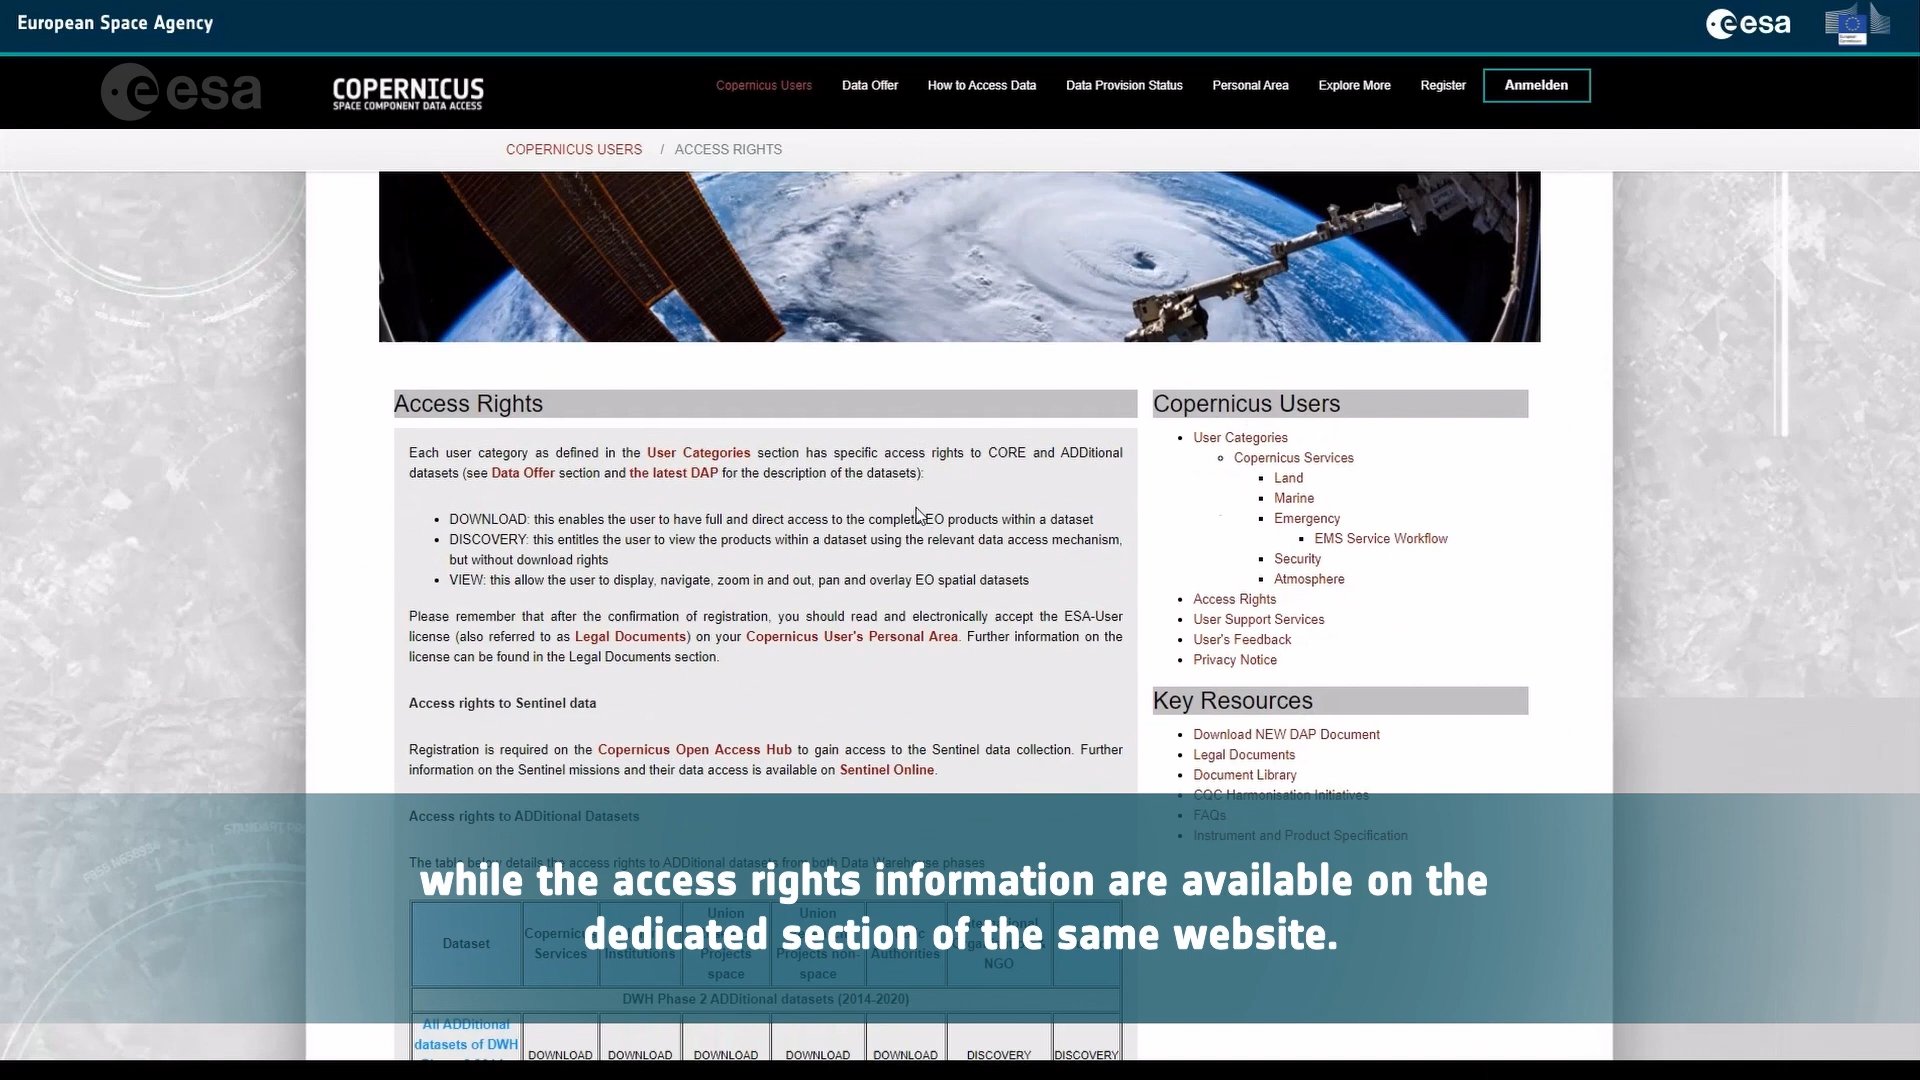 European Space Agency
esa
esa
COPERNICUS
SPACE COMPONENT DATA ACCESS
Copernicus Users
Data Offer
How to Access Data
Data Provision Status
Personal Area
Explore More
Register
Anmelden
COPERNICUS USERS / ACCESS RIGHTS
Access Rights
Each user category as defined in the User Categories section has specific access rights to CORE and ADDitional
datasets (see Data Offer section and the latest DAP for the description of the datasets):
• DOWNLOAD: this enables the user to have full and direct access to the complete EO products within a dataset
• DISCOVERY: this entitles the user to view the products within a dataset using the relevant data access mechanism,
but without download rights
• VIEW: this allow the user to display, navigate, zoom in and out, pan and overlay EO spatial datasets
Please remember that after the confirmation of registration, you should read and electronically accept the ESA-User
license (also referred to as Legal Documents) on your Copernicus User's Personal Area. Further information on the
license can be found in the Legal Documents section.
Access rights to Sentinel data
Registration is required on the Copernicus Open Access Hub to gain access to the Sentinel data collection. Further
information on the Sentinel missions and their data access is available on Sentinel Online.
Access rights to ADDitional Datasets
The table below details the access rights to ADDitional datasets from both Data Warehouse phases
Dataset
Copernicus
Services
Institutions
Union
Projects
space
Union
Projects non-
space
Authorities
NGO
DWH Phase 2 ADDitional datasets (2014-2020)
All ADDitional
datasets of DWH
DOWNLOAD
DOWNLOAD
DOWNLOAD
DOWNLOAD
DOWNLOAD
DISCOVERY
DISCOVERY
Copernicus Users
• User Categories
Copernicus Services
Land
Marine
Emergency
EMS Service Workflow
Security
Atmosphere
• Access Rights
• User Support Services
• User's Feedback
• Privacy Notice
Key Resources
• Download NEW DAP Document
• Legal Documents
• Document Library
• CQC Harmonisation Initiatives
• FAQs
• Instrument and Product Specification
while the access rights information are available on the
dedicated section of the same website.